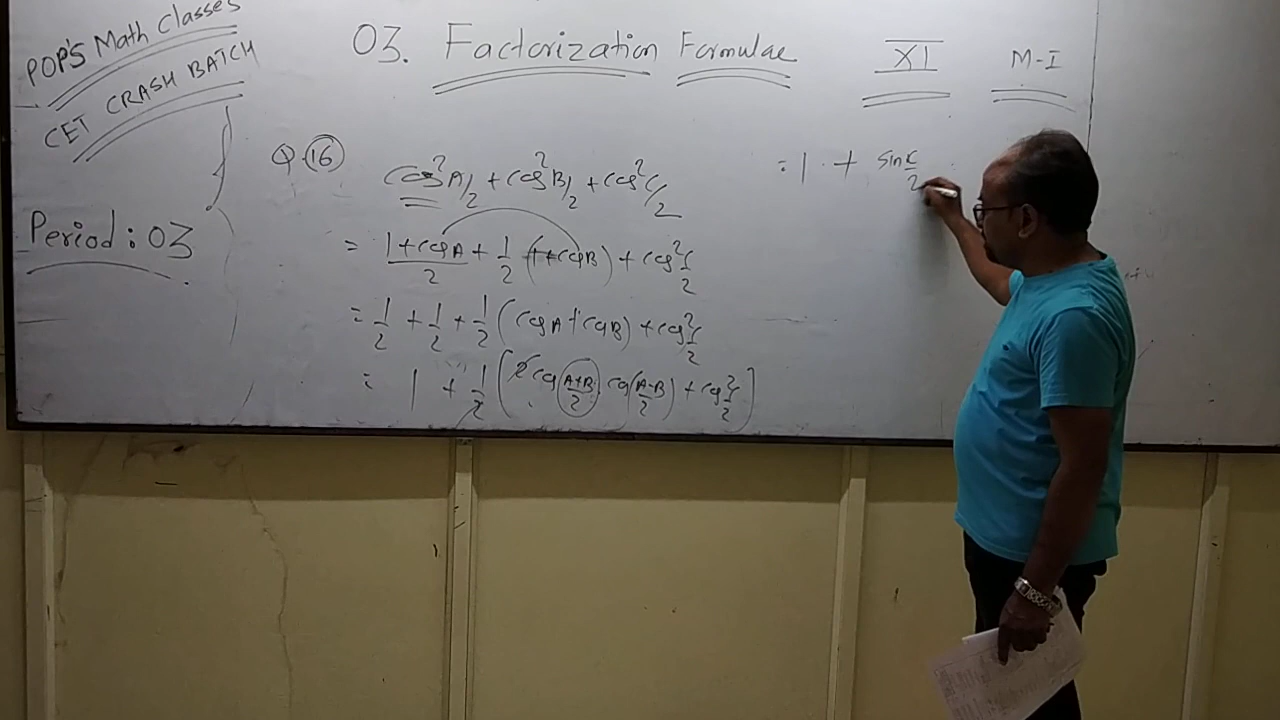 POP'S Math Classes
CET CRASH BATCH
Period: 03
03. Factorization Formulae XI M-I
Q.16 cos²A/2 + cos²B/2 + cos²C/2
= (1+cosA)/2 + 1/2 (1+cosB) + cos²C/2
= 1/2 + 1/2 + 1/2 (cosA + cosB) + cos²C/2
= 1 + 1/2 [2 cos(A+B/2) cos(A-B/2) + cos²C/2]
= 1 + sin C/2